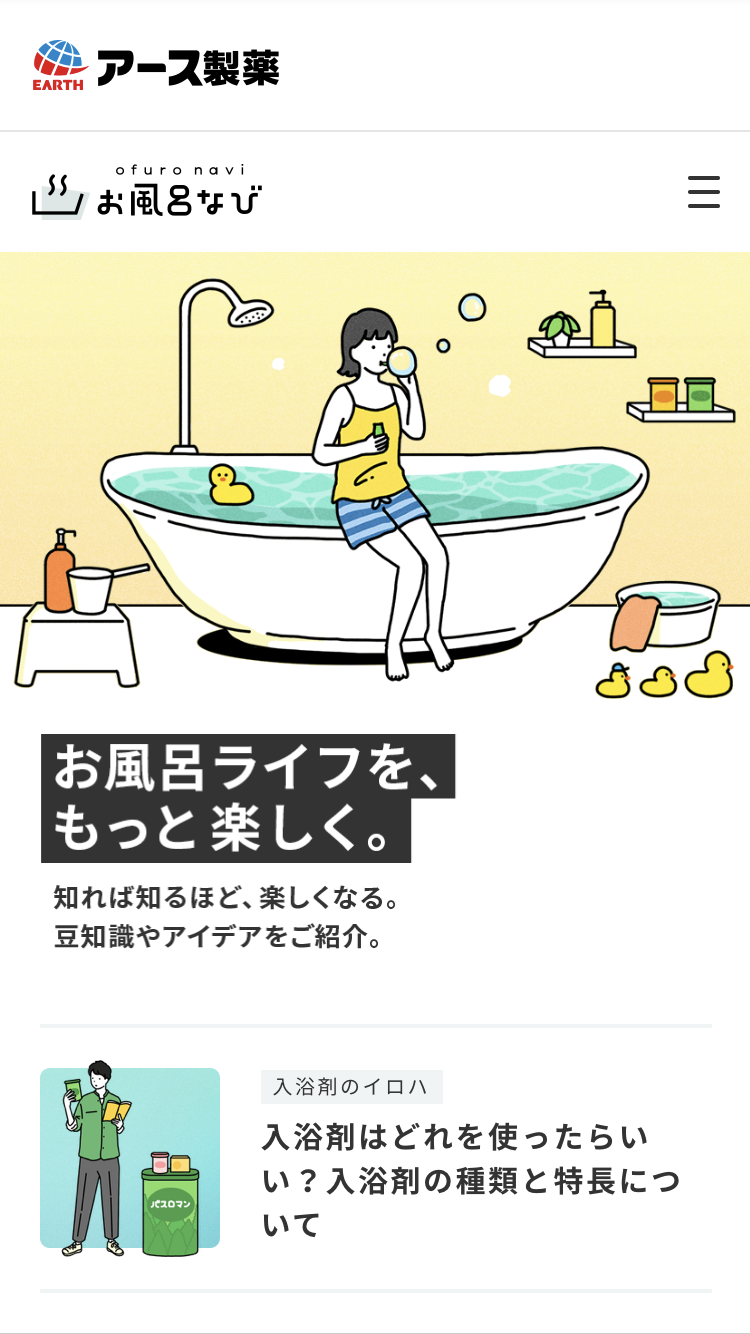 EARTH アース製薬
ofuro navi
お風呂なび
お風呂ライフを、
もっと楽しく。
知れば知るほど、楽しくなる。
豆知識やアイデアをご紹介。
入浴剤のイロハ
入浴剤はどれを使ったらい
い？入浴剤の種類と特長につ
いて
バスロマン